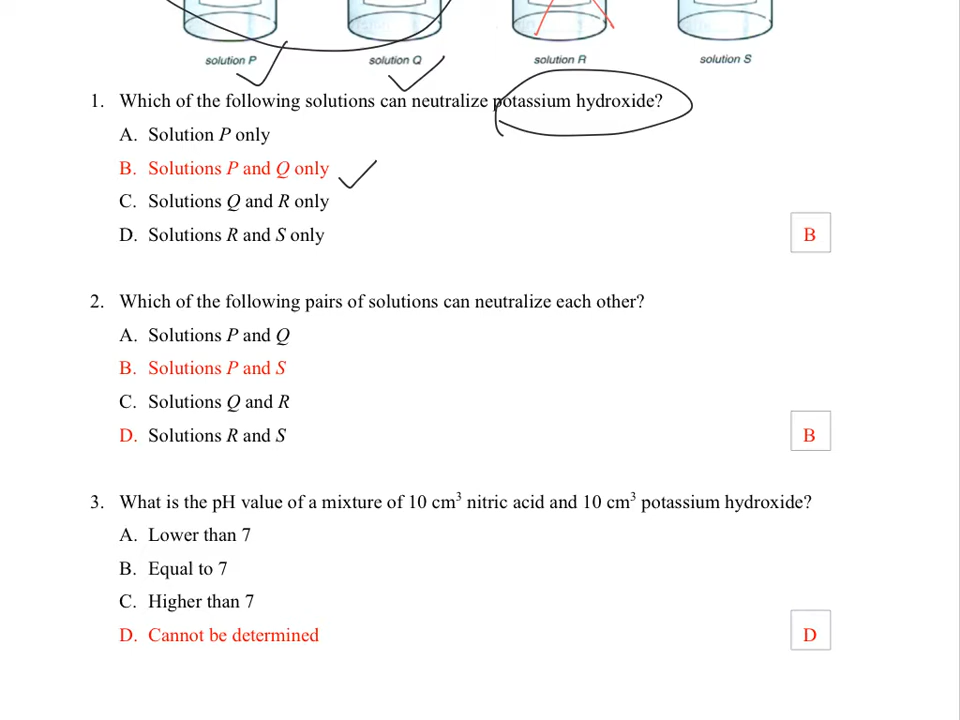 solution P solution Q solution R solution S
1. Which of the following solutions can neutralize potassium hydroxide?
A. Solution P only
B. Solutions P and Q only
C. Solutions Q and R only
D. Solutions R and S only
B
2. Which of the following pairs of solutions can neutralize each other?
A. Solutions P and Q
B. Solutions P and S
C. Solutions Q and R
D. Solutions R and S
B
3. What is the pH value of a mixture of 10 cm³ nitric acid and 10 cm³ potassium hydroxide?
A. Lower than 7
B. Equal to 7
C. Higher than 7
D. Cannot be determined
D